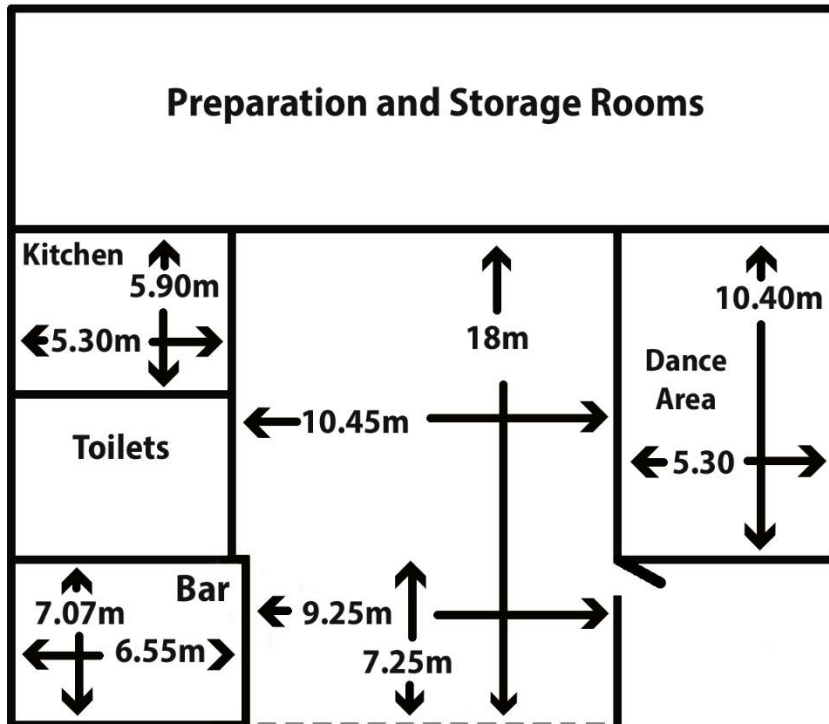 Preparation and Storage Rooms
Kitchen
5.90m
5.30m
18m
10.40m
Dance
Area
10.45m
Toilets
5.30
Bar
7.07m
9.25m
6.55m
7.25m